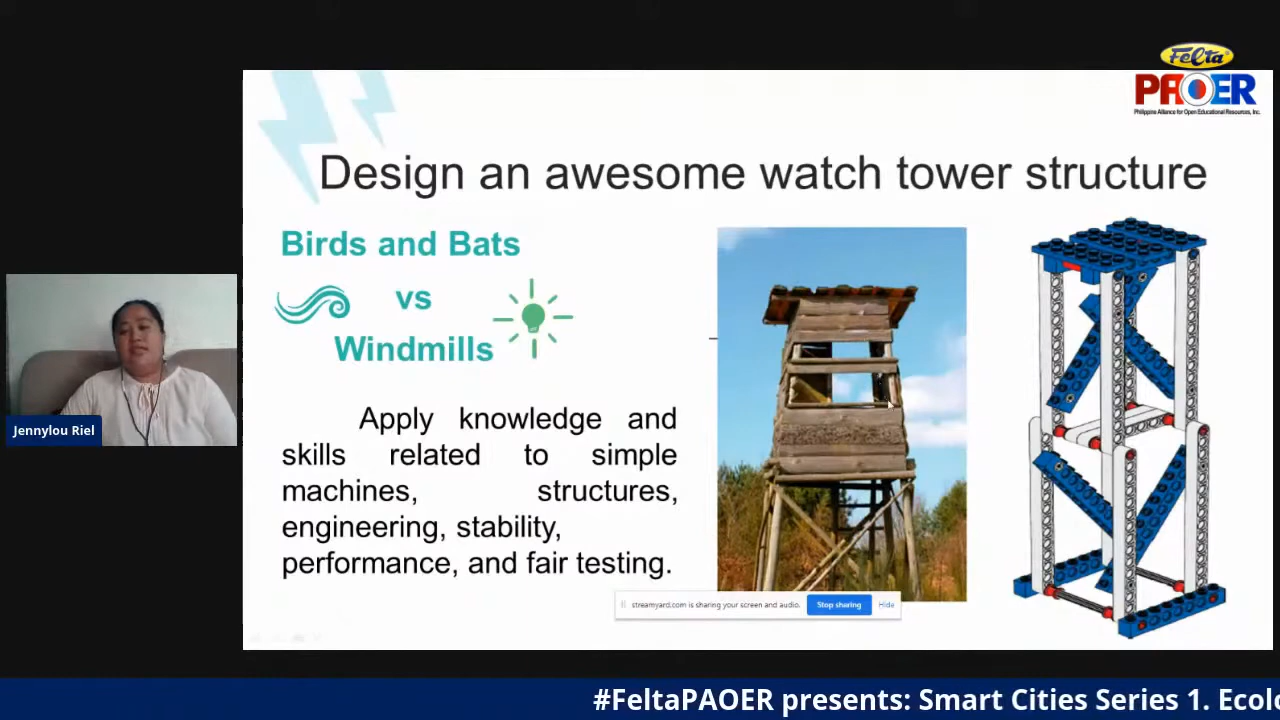 FELTA
PAOER
Philippine Alliance for Open Educational Resources, Inc.
Design an awesome watch tower structure
Birds and Bats
vs
Windmills
Apply knowledge and
skills related to simple
machines, structures,
engineering, stability,
performance, and fair testing.
Jennylou Riel
streamyard.com is sharing your screen and audio.
Stop sharing
Hide
#FeltaPAOER presents: Smart Cities Series 1. Ecolo